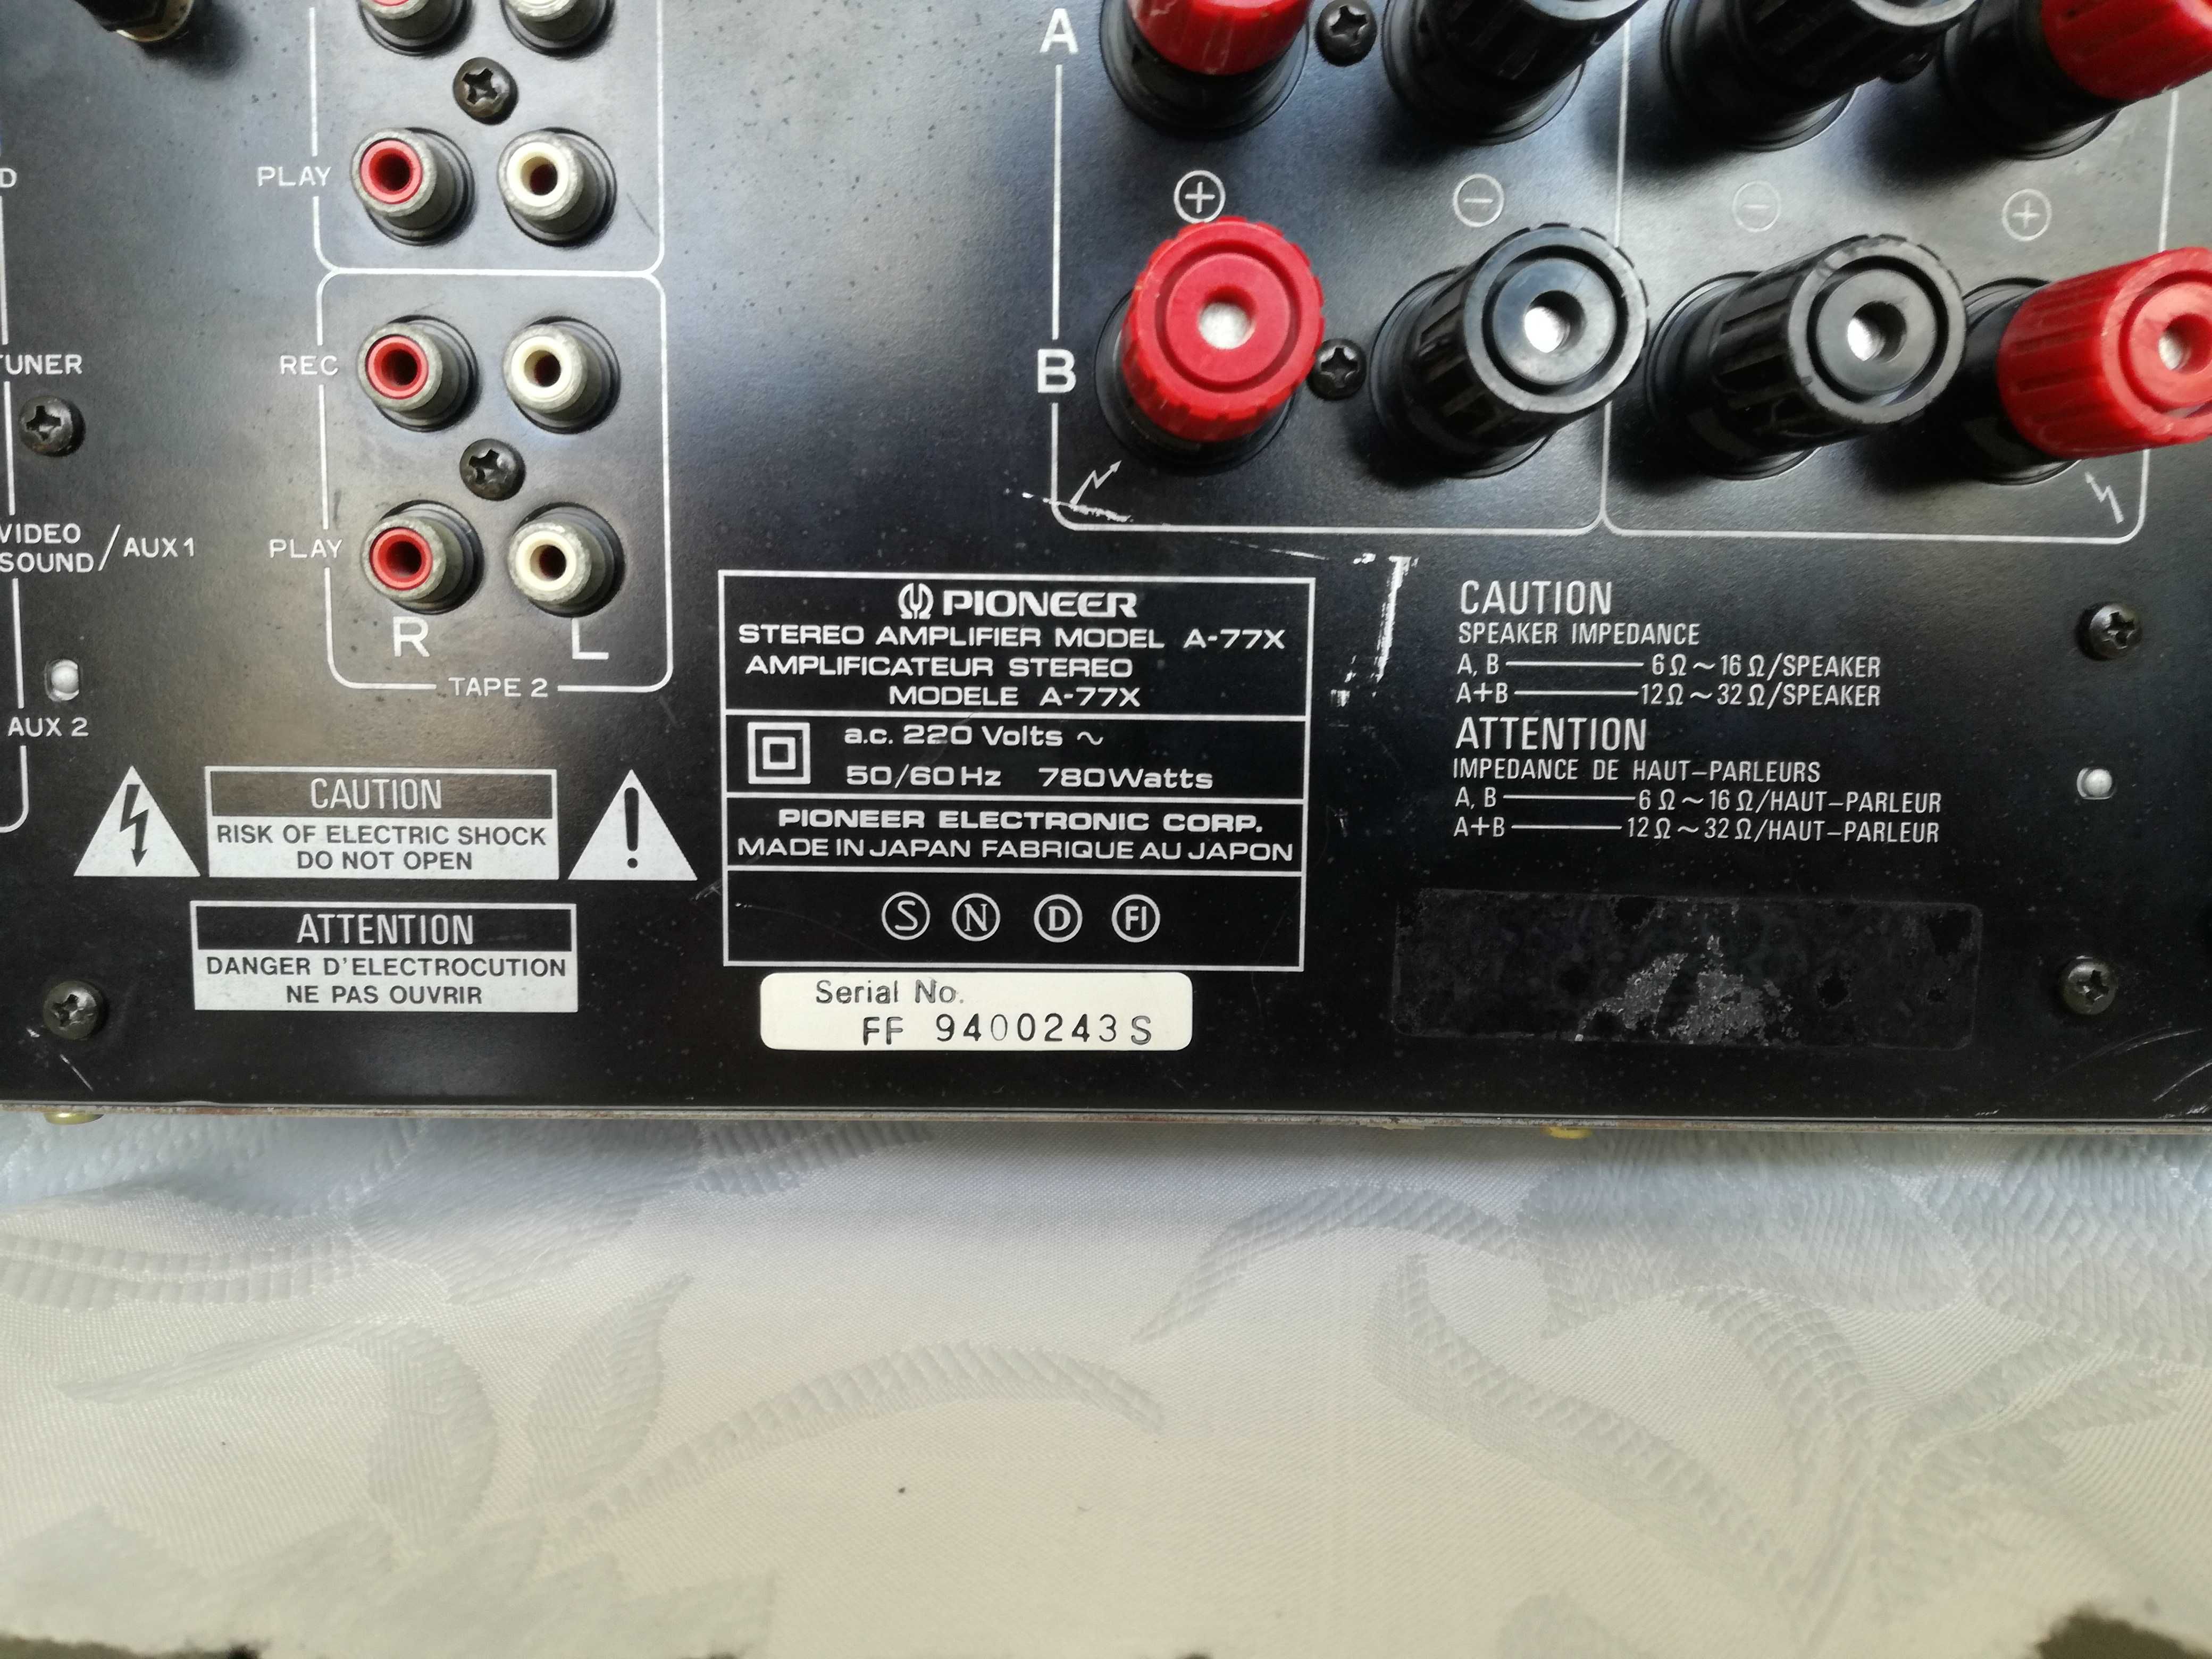 A
PLAY
B
TUNER
REC
VIDEO
SOUND/AUX1
PLAY
R L
TAPE 2
AUX 2
PIONEER
STEREO AMPLIFIER MODEL A-77X
AMPLIFICATEUR STEREO
MODELE A-77X
a.c. 220 Volts ~
50/60Hz 780Watts
PIONEER ELECTRONIC CORP.
MADE IN JAPAN FABRIQUE AU JAPON
S N D FI
Serial No.
FF 9400243S
CAUTION
RISK OF ELECTRIC SHOCK
DO NOT OPEN
ATTENTION
DANGER D'ELECTROCUTION
NE PAS OUVRIR
CAUTION
SPEAKER IMPEDANCE
A, B 6Ω~16Ω/SPEAKER
A+B 12Ω~32Ω/SPEAKER
ATTENTION
IMPEDANCE DE HAUT-PARLEURS
A, B 6Ω~16Ω/HAUT-PARLEUR
A+B 12Ω~32Ω/HAUT-PARLEUR